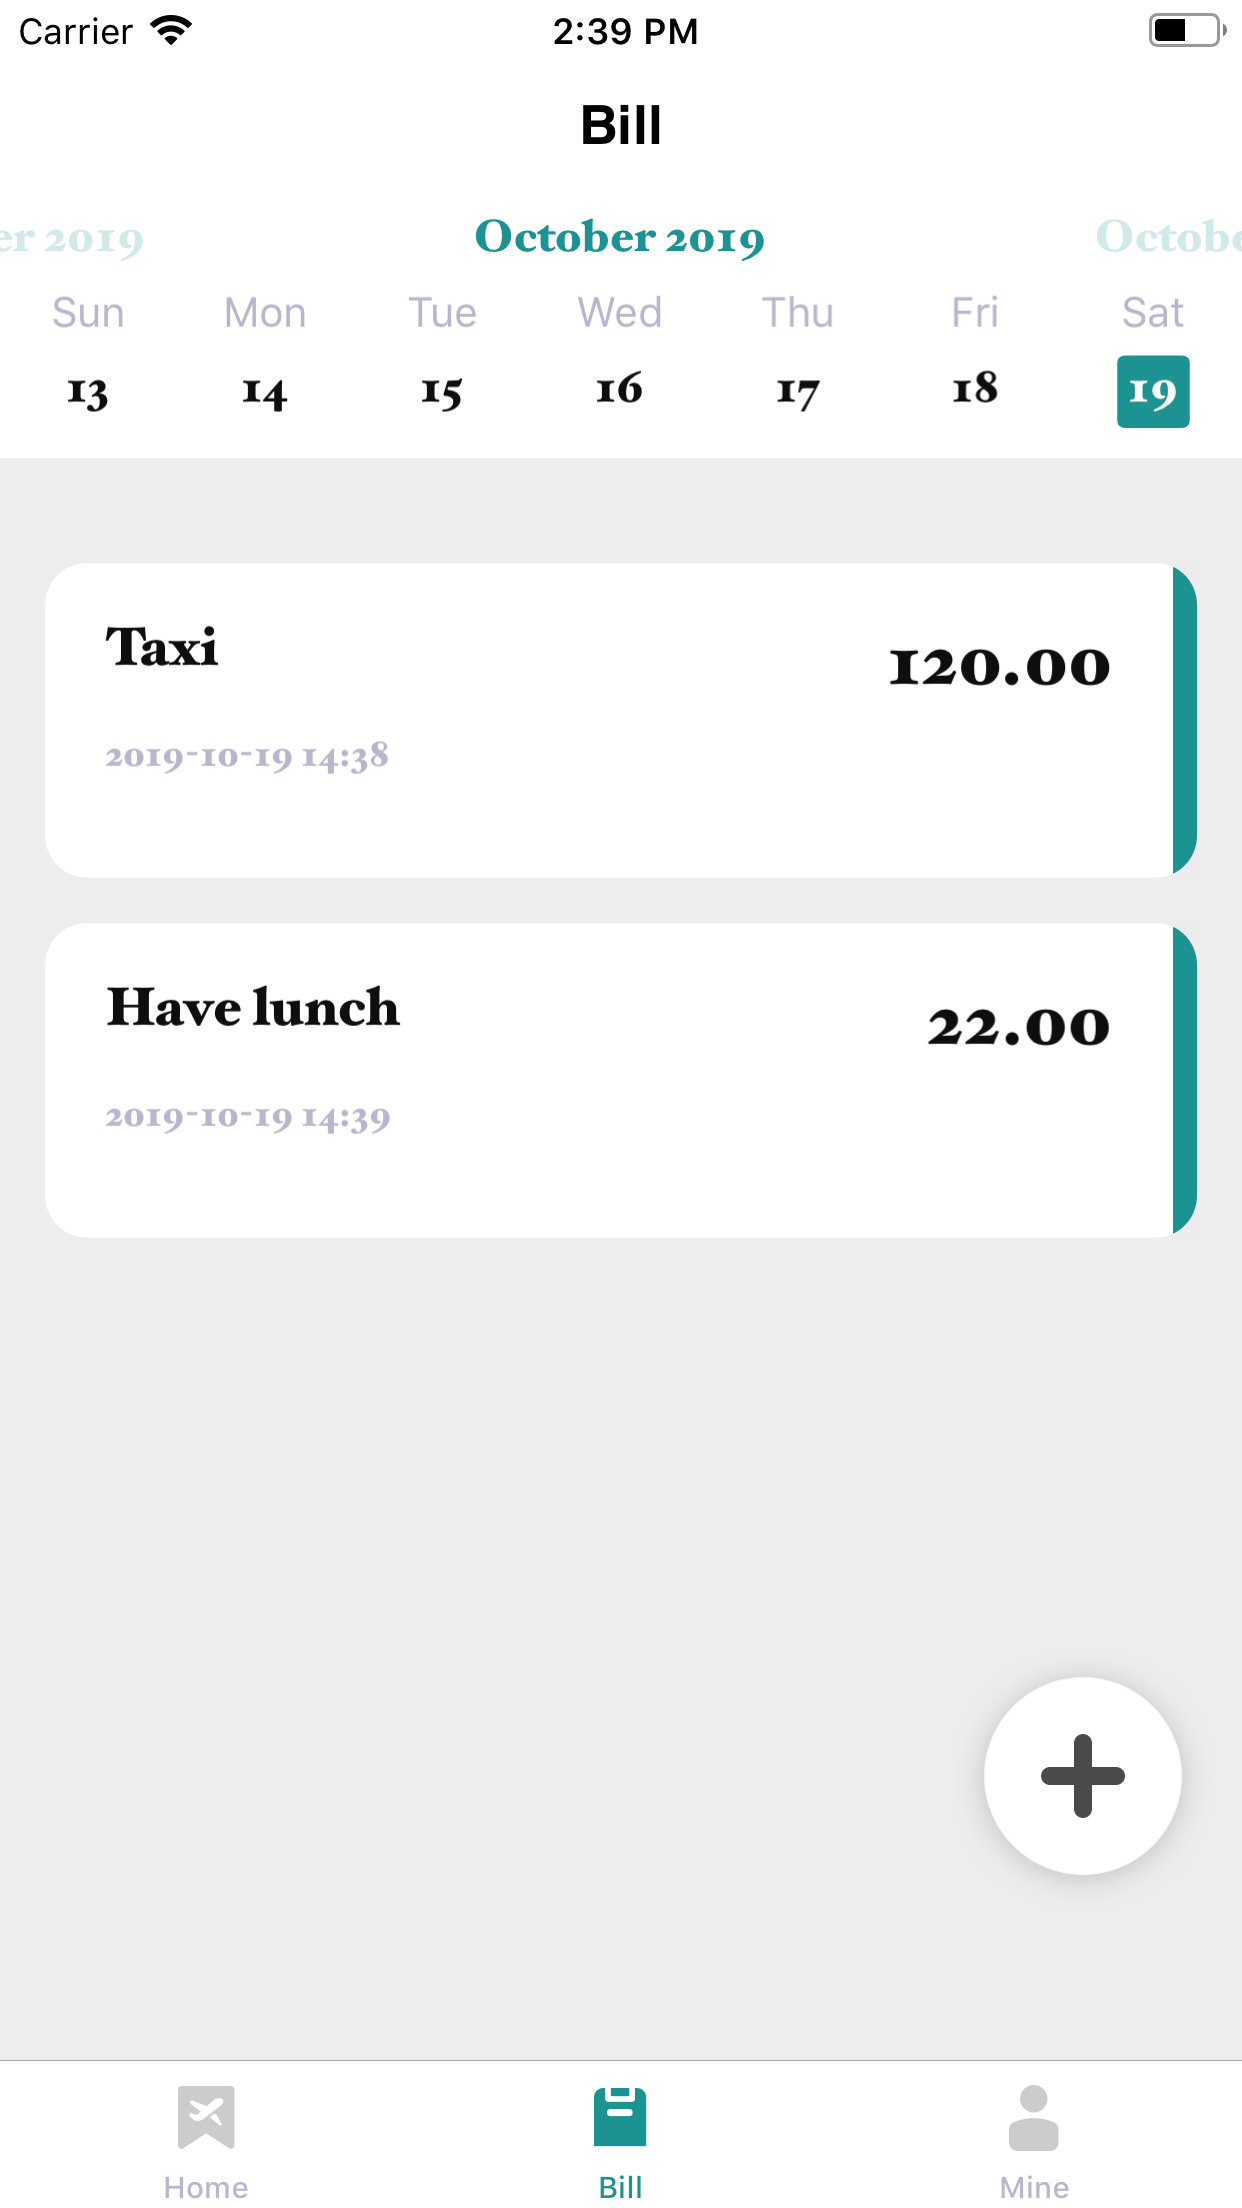 Carrier 2:39 PM
Bill
er 2019 October 2019 Octobe
Sun Mon Tue Wed Thu Fri Sat
13 14 15 16 17 18 19
Taxi
120.00
2019-10-19 14:38
Have lunch
22.00
2019-10-19 14:39
Home Bill Mine